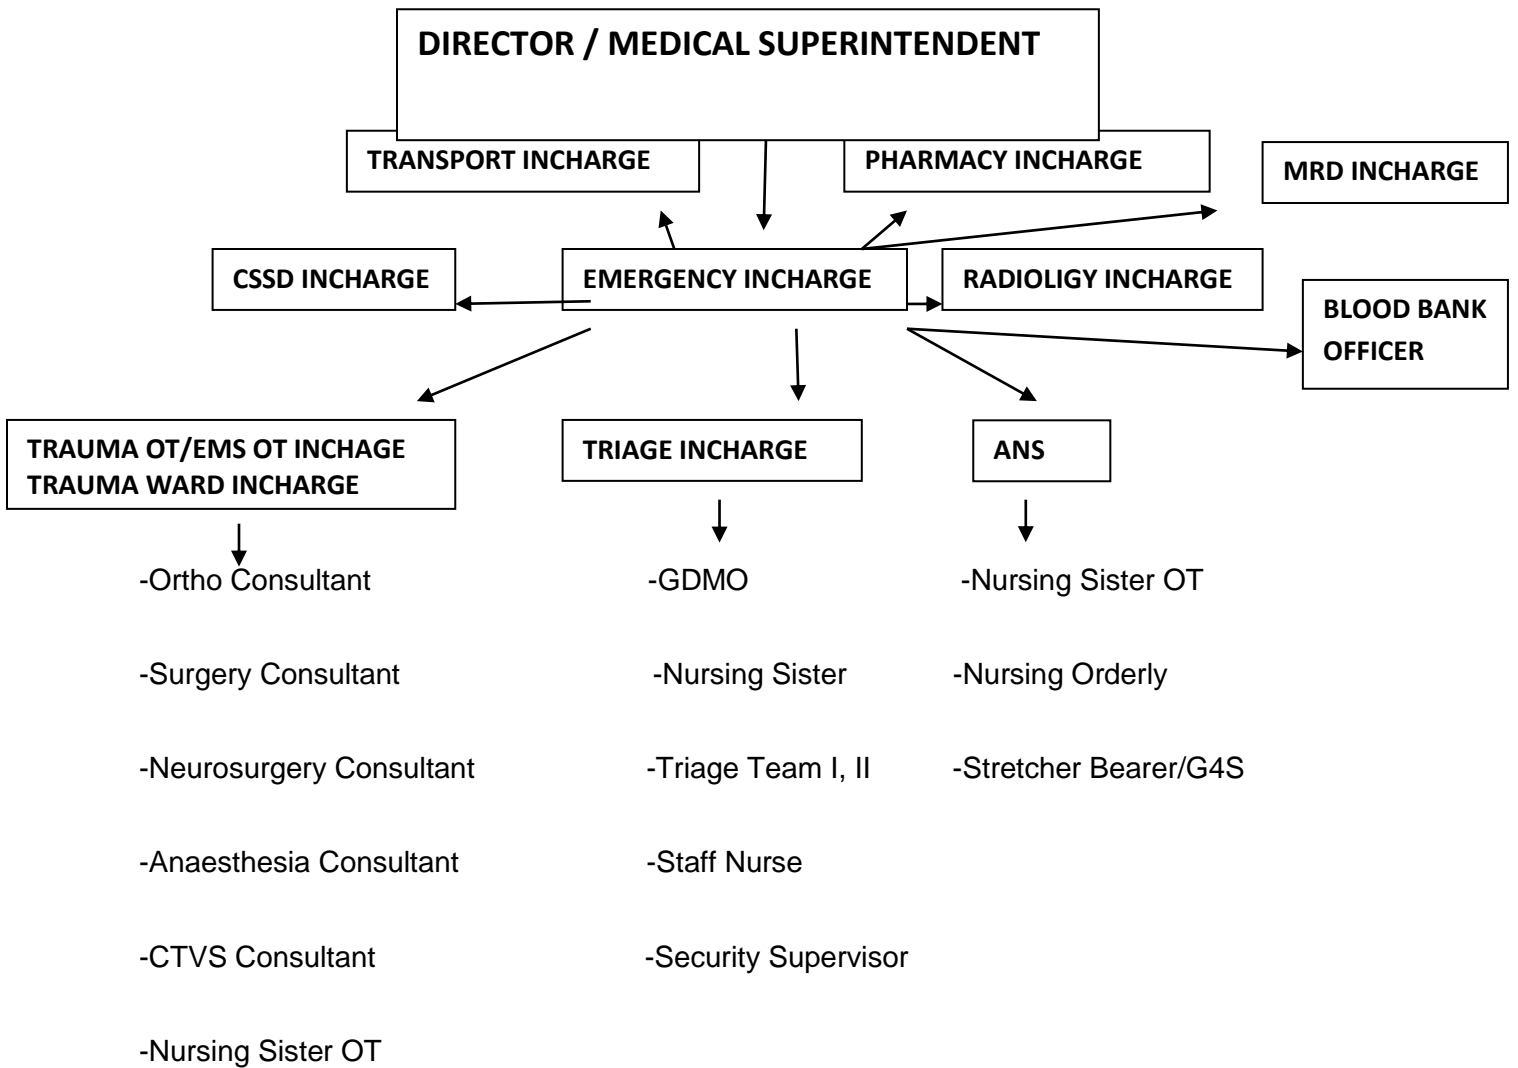 DIRECTOR / MEDICAL SUPERINTENDENT
TRANSPORT INCHARGE
PHARMACY INCHARGE
MRD INCHARGE
CSSD INCHARGE
EMERGENCY INCHARGE
RADIOLIGY INCHARGE
BLOOD BANK
OFFICER
TRAUMA OT/EMS OT INCHAGE
TRAUMA WARD INCHARGE
TRIAGE INCHARGE
ANS
-Ortho Consultant
-GDMO
-Nursing Sister OT
-Surgery Consultant
-Nursing Sister
-Nursing Orderly
-Neurosurgery Consultant
-Triage Team I, II
-Stretcher Bearer/G4S
-Anaesthesia Consultant
-Staff Nurse
-CTVS Consultant
-Security Supervisor
-Nursing Sister OT